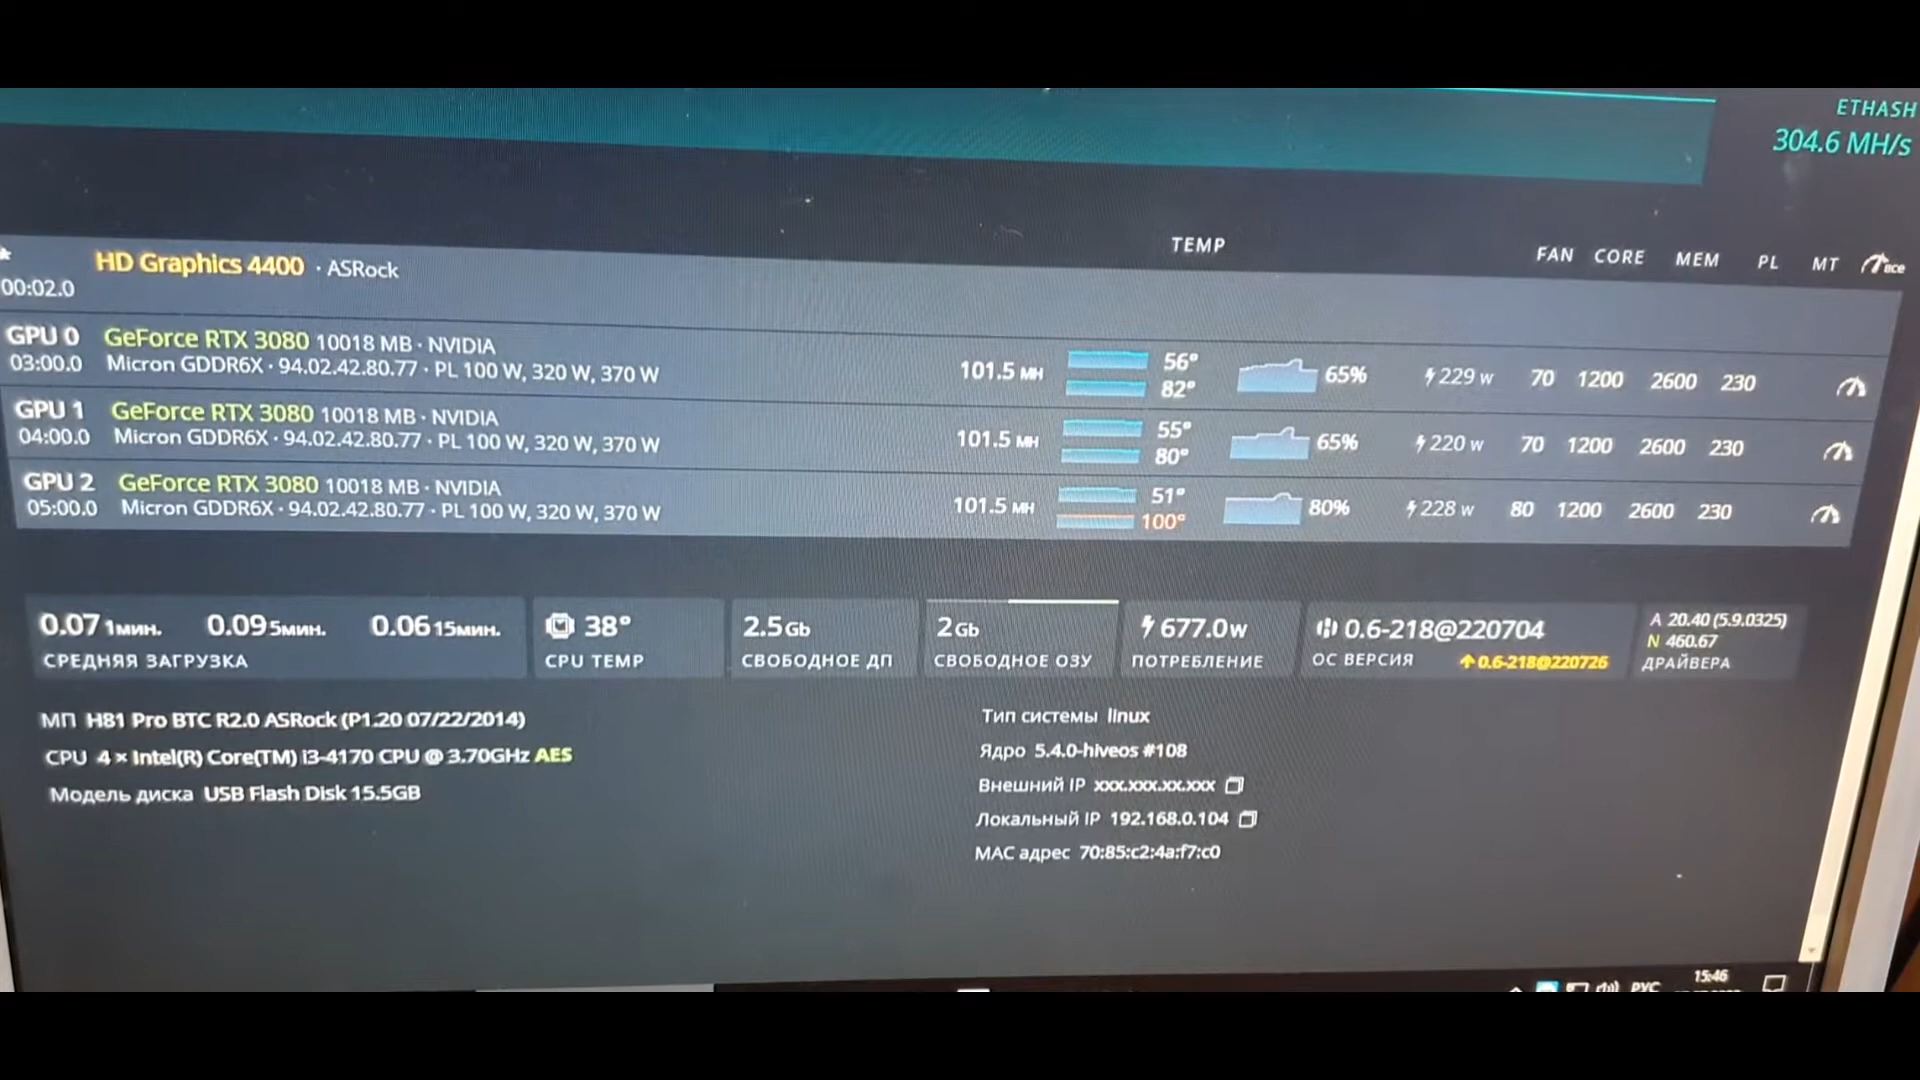 ETHASH
304.6 MH/s
TEMP FAN CORE MEM PL MT все
HD Graphics 4400 · ASRock
00:02.0
GPU 0 GeForce RTX 3080 10018 MB · NVIDIA
03:00.0 Micron GDDR6X · 94.02.42.80.77 · PL 100 W, 320 W, 370 W
101.5 MH 56° 82° 65% 229 W 70 1200 2600 230
GPU 1 GeForce RTX 3080 10018 MB · NVIDIA
04:00.0 Micron GDDR6X · 94.02.42.80.77 · PL 100 W, 320 W, 370 W
101.5 MH 55° 80° 65% 220 W 70 1200 2600 230
GPU 2 GeForce RTX 3080 10018 MB · NVIDIA
05:00.0 Micron GDDR6X · 94.02.42.80.77 · PL 100 W, 320 W, 370 W
101.5 MH 51° 100° 80% 228 W 80 1200 2600 230
0.07 1мин. 0.09 5мин. 0.06 15мин.
СРЕДНЯЯ ЗАГРУЗКА
38°
CPU TEMP
2.5 Gb
СВОБОДНОЕ ДП
2 Gb
СВОБОДНОЕ ОЗУ
677.0 W
ПОТРЕБЛЕНИЕ
0.6-218@220704
ОС ВЕРСИЯ 0.6-218@220726
A 20.40 (5.9.0325)
N 460.67
ДРАЙВЕРА
МП H81 Pro BTC R2.0 ASRock (P1.20 07/22/2014)
CPU 4 × Intel(R) Core(TM) i3-4170 CPU @ 3.70GHz AES
Модель диска USB Flash Disk 15.5GB
Тип системы linux
Ядро 5.4.0-hiveos #108
Внешний IP xxx.xxx.xx.xxx
Локальный IP 192.168.0.104
MAC адрес 70:85:c2:4a:f7:c0
РУС 15:46